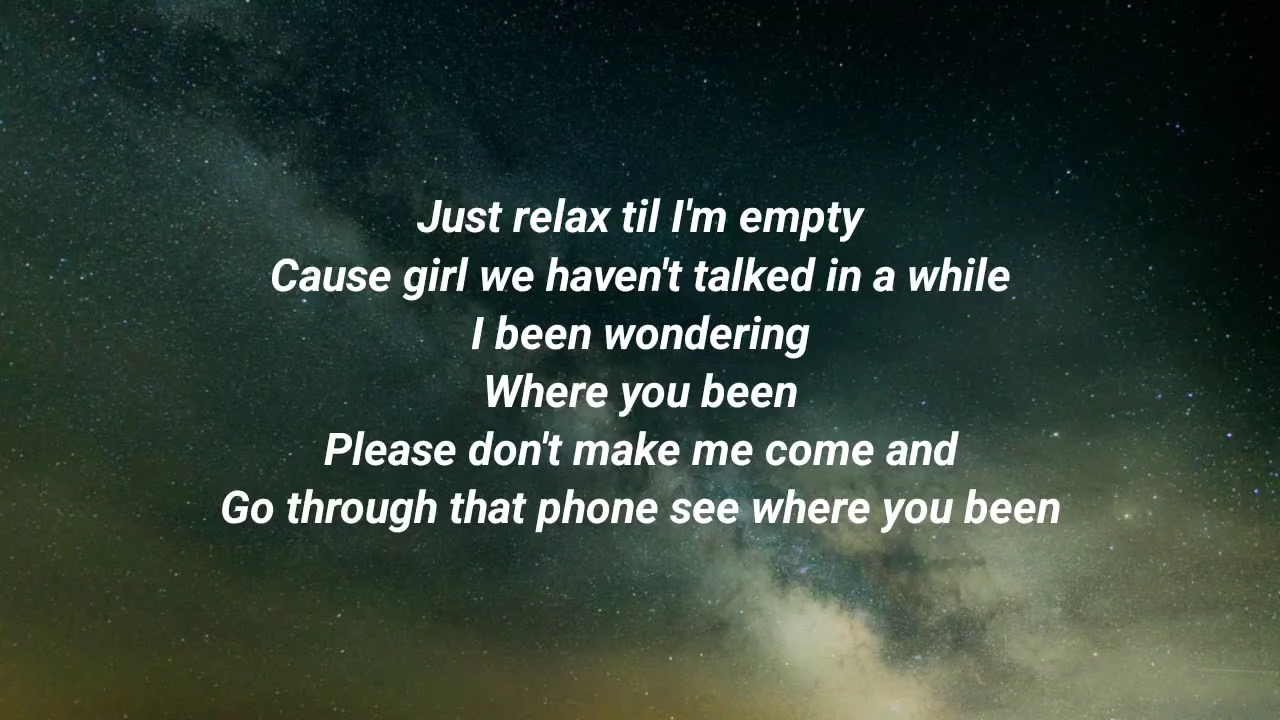 Just relax til I'm empty
Cause girl we haven't talked in a while
I been wondering
Where you been
Please don't make me come and
Go through that phone see where you been